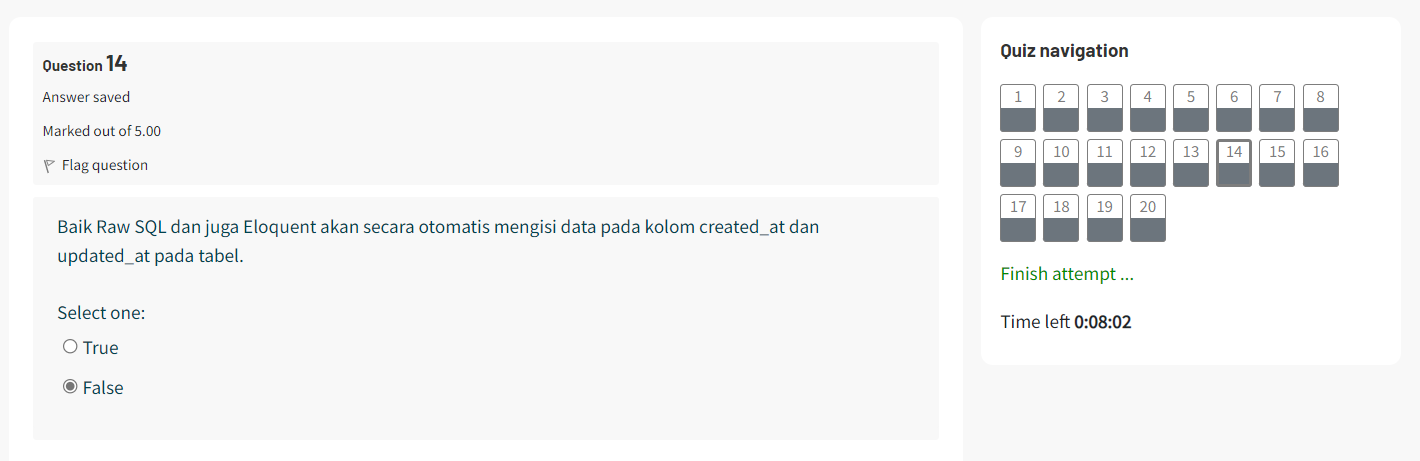 Question 14
Answer saved
Marked out of 5.00
Flag question
Baik Raw SQL dan juga Eloquent akan secara otomatis mengisi data pada kolom created_at dan
updated_at pada tabel.
Select one:
True
False
Quiz navigation
1 2 3 4 5 6 7 8
9 10 11 12 13 14 15 16
17 18 19 20
Finish attempt ...
Time left 0:08:02